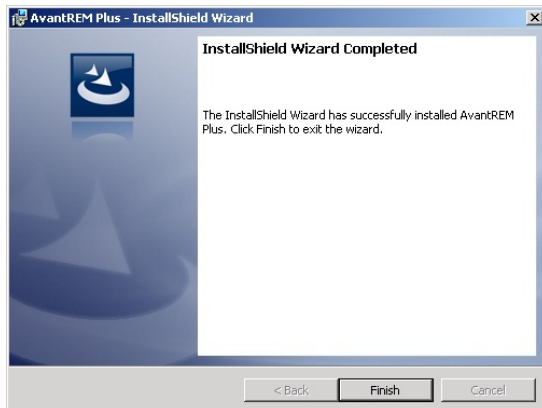 AvantREM Plus - InstallShield Wizard
InstallShield Wizard Completed
The InstallShield Wizard has successfully installed AvantREM
Plus. Click Finish to exit the wizard.
< Back
Finish
Cancel